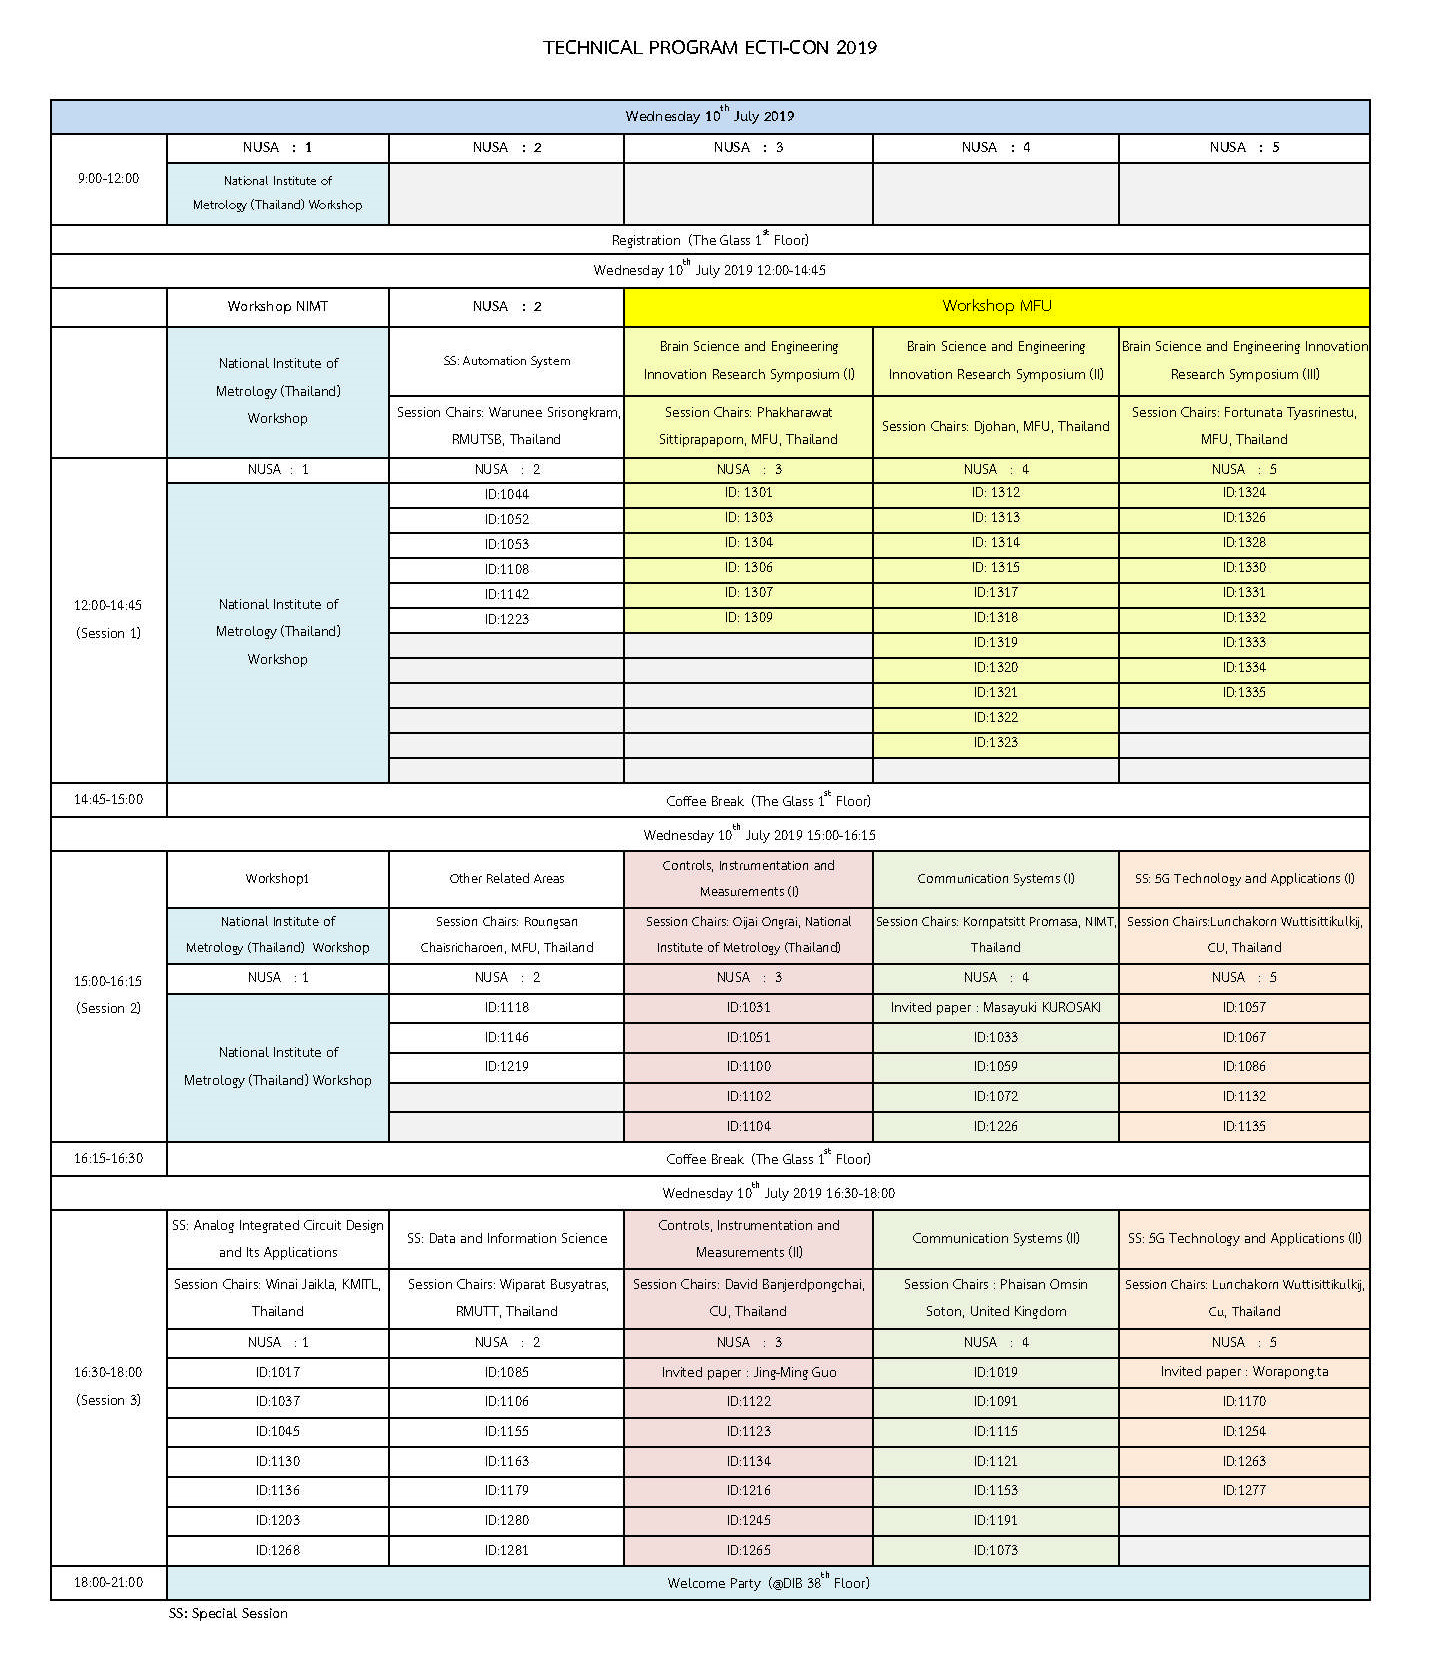 TECHNICAL PROGRAM ECTI-CON 2019
Wednesday 10th July 2019
9:00-12:00
NUSA : 1
NUSA : 2
NUSA : 3
NUSA : 4
NUSA : 5
National Institute of
Metrology (Thailand) Workshop
Registration (The Glass 1st Floor)
Wednesday 10th July 2019 12:00-14:45
Workshop NIMT
NUSA : 2
Workshop MFU
National Institute of
Metrology (Thailand)
Workshop
SS: Automation System
Brain Science and Engineering
Innovation Research Symposium (I)
Brain Science and Engineering
Innovation Research Symposium (II)
Brain Science and Engineering Innovation
Research Symposium (III)
Session Chairs: Warunee Srisongkram,
RMUTSB, Thailand
Session Chairs: Phakharawat
Sittiprapaporn, MFU, Thailand
Session Chairs: Djohan, MFU, Thailand
Session Chairs: Fortunata Tyasrinestu,
MFU, Thailand
12:00-14:45
(Session 1)
NUSA : 1
NUSA : 2
NUSA : 3
NUSA : 4
NUSA : 5
National Institute of
Metrology (Thailand)
Workshop
ID:1044
ID: 1301
ID: 1312
ID:1324
ID:1052
ID: 1303
ID: 1313
ID:1326
ID:1053
ID: 1304
ID: 1314
ID:1328
ID:1108
ID: 1306
ID: 1315
ID:1330
ID:1142
ID: 1307
ID:1317
ID:1331
ID:1223
ID: 1309
ID:1318
ID:1332
ID:1319
ID:1333
ID:1320
ID:1334
ID:1321
ID:1335
ID:1322
ID:1323
14:45-15:00
Coffee Break (The Glass 1st Floor)
Wednesday 10th July 2019 15:00-16:15
15:00-16:15
(Session 2)
Workshop1
Other Related Areas
Controls, Instrumentation and
Measurements (I)
Communication Systems (I)
SS: 5G Technology and Applications (I)
National Institute of
Metrology (Thailand) Workshop
Session Chairs: Roungsan
Chaisricharoen, MFU, Thailand
Session Chairs: Oijai Ongrai, National
Institute of Metrology (Thailand)
Session Chairs: Kornpatsitt Promasa, NIMT,
Thailand
Session Chairs:Lunchakorn Wuttisittikulkij,
CU, Thailand
NUSA : 1
NUSA : 2
NUSA : 3
NUSA : 4
NUSA : 5
National Institute of
Metrology (Thailand) Workshop
ID:1118
ID:1031
Invited paper : Masayuki KUROSAKI
ID:1057
ID:1146
ID:1051
ID:1033
ID:1067
ID:1219
ID:1100
ID:1059
ID:1086
ID:1102
ID:1072
ID:1132
ID:1104
ID:1226
ID:1135
16:15-16:30
Coffee Break (The Glass 1st Floor)
Wednesday 10th July 2019 16:30-18:00
16:30-18:00
(Session 3)
SS: Analog Integrated Circuit Design
and Its Applications
SS: Data and Information Science
Controls, Instrumentation and
Measurements (II)
Communication Systems (II)
SS: 5G Technology and Applications (II)
Session Chairs: Winai Jaikla, KMITL,
Thailand
Session Chairs: Wiparat Busyatras,
RMUTT, Thailand
Session Chairs: David Banjerdpongchai,
CU, Thailand
Session Chairs : Phaisan Omsin
Soton, United Kingdom
Session Chairs: Lunchakorn Wuttisittikulkij,
Cu, Thailand
NUSA : 1
NUSA : 2
NUSA : 3
NUSA : 4
NUSA : 5
ID:1017
ID:1085
Invited paper : Jing-Ming Guo
ID:1019
Invited paper : Worapong.ta
ID:1037
ID:1106
ID:1122
ID:1091
ID:1170
ID:1045
ID:1155
ID:1123
ID:1115
ID:1254
ID:1130
ID:1163
ID:1134
ID:1121
ID:1263
ID:1136
ID:1179
ID:1216
ID:1153
ID:1277
ID:1203
ID:1280
ID:1245
ID:1191
ID:1268
ID:1281
ID:1265
ID:1073
18:00-21:00
Welcome Party (@DIB 38th Floor)
SS: Special Session